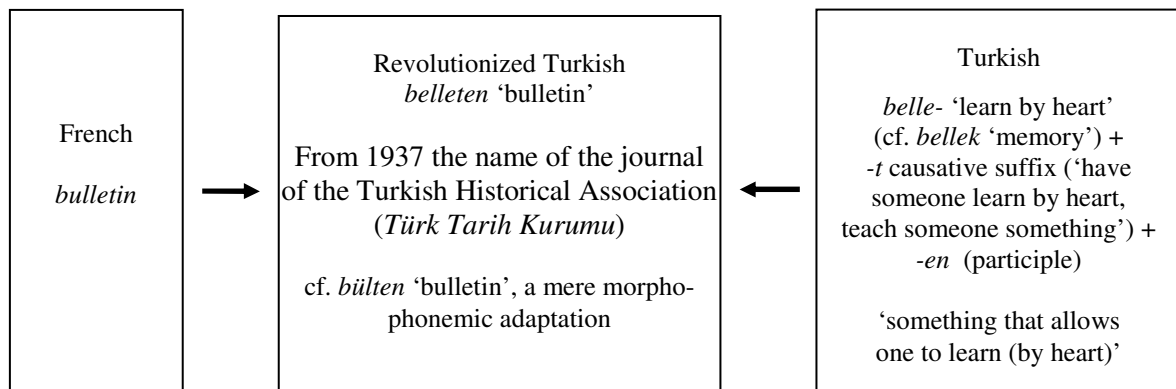 French
bulletin
Revolutionized Turkish
belleten ‘bulletin’
From 1937 the name of the journal
of the Turkish Historical Association
(Türk Tarih Kurumu)
cf. bülten ‘bulletin’, a mere morpho-
phonemic adaptation
Turkish
belle- ‘learn by heart’
(cf. bellek ‘memory’) +
-t causative suffix (‘have
someone learn by heart,
teach someone something’) +
-en (participle)
‘something that allows
one to learn (by heart)’